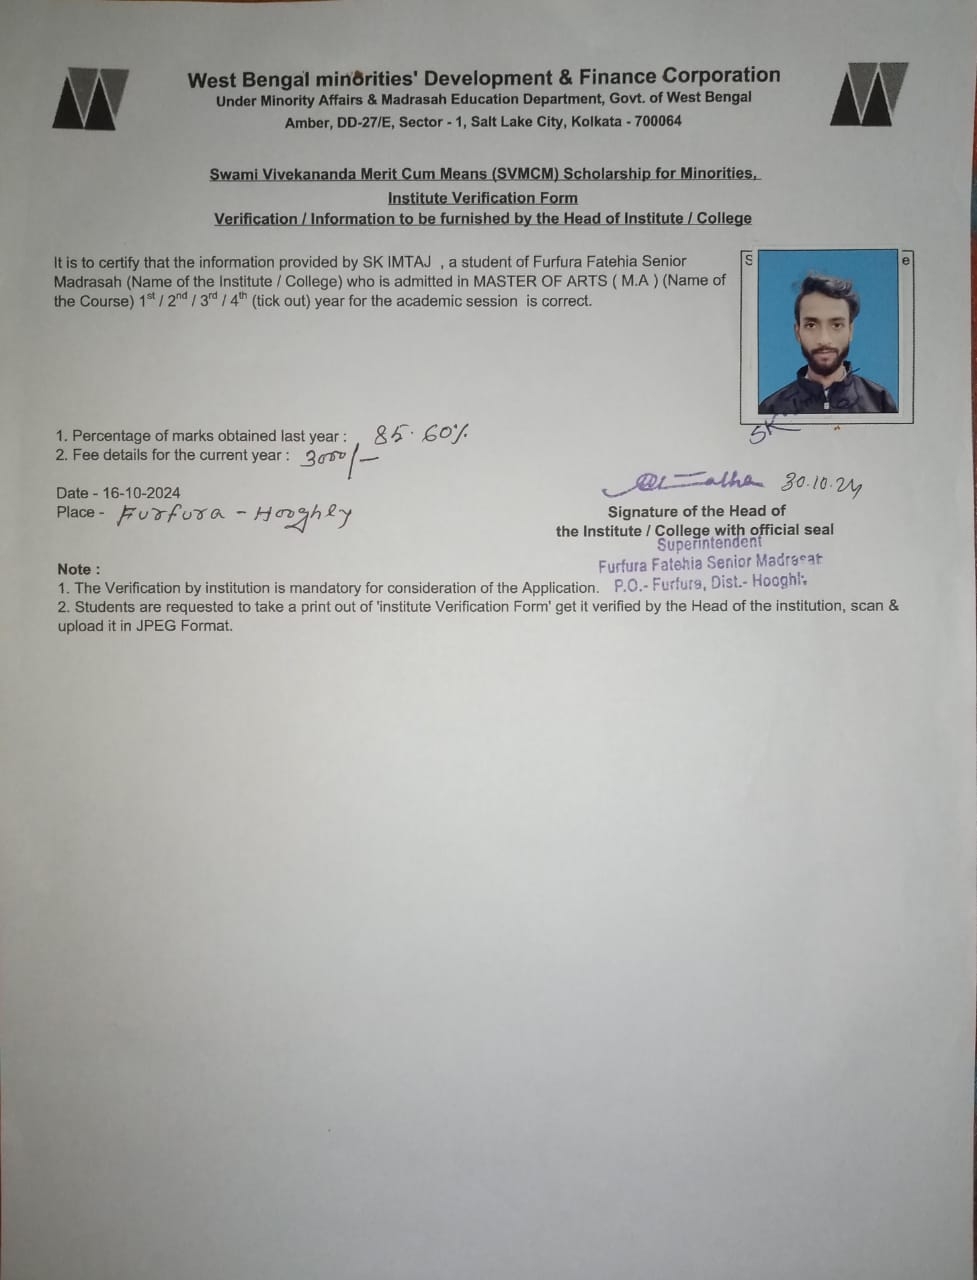 West Bengal minorities' Development & Finance Corporation
Under Minority Affairs & Madrasah Education Department, Govt. of West Bengal
Amber, DD-27/E, Sector - 1, Salt Lake City, Kolkata - 700064
Swami Vivekananda Merit Cum Means (SVMCM) Scholarship for Minorities,
Institute Verification Form
Verification / Information to be furnished by the Head of Institute / College
It is to certify that the information provided by SK IMTAJ , a student of Furfura Fatehia Senior
Madrasah (Name of the Institute / College) who is admitted in MASTER OF ARTS ( M.A ) (Name of
the Course) 1st / 2nd / 3rd / 4th (tick out) year for the academic session is correct.
S e
SK
1. Percentage of marks obtained last year : 85.60%
2. Fee details for the current year : 3000/-
Date - 16-10-2024
Place - Furfura - Hooghly
30.10.24
Signature of the Head of
the Institute / College with official seal
Superintendent
Furfura Fatehia Senior Madrasah
P.O.- Furfura, Dist.- Hooghly
Note :
1. The Verification by institution is mandatory for consideration of the Application.
2. Students are requested to take a print out of 'institute Verification Form' get it verified by the Head of the institution, scan &
upload it in JPEG Format.